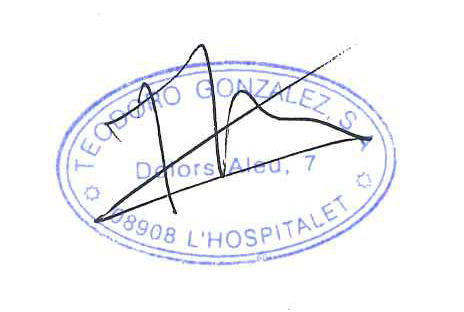 TEODORO GONZALEZ, S.A
Dolors Aleu, 7
08908 L'HOSPITALET